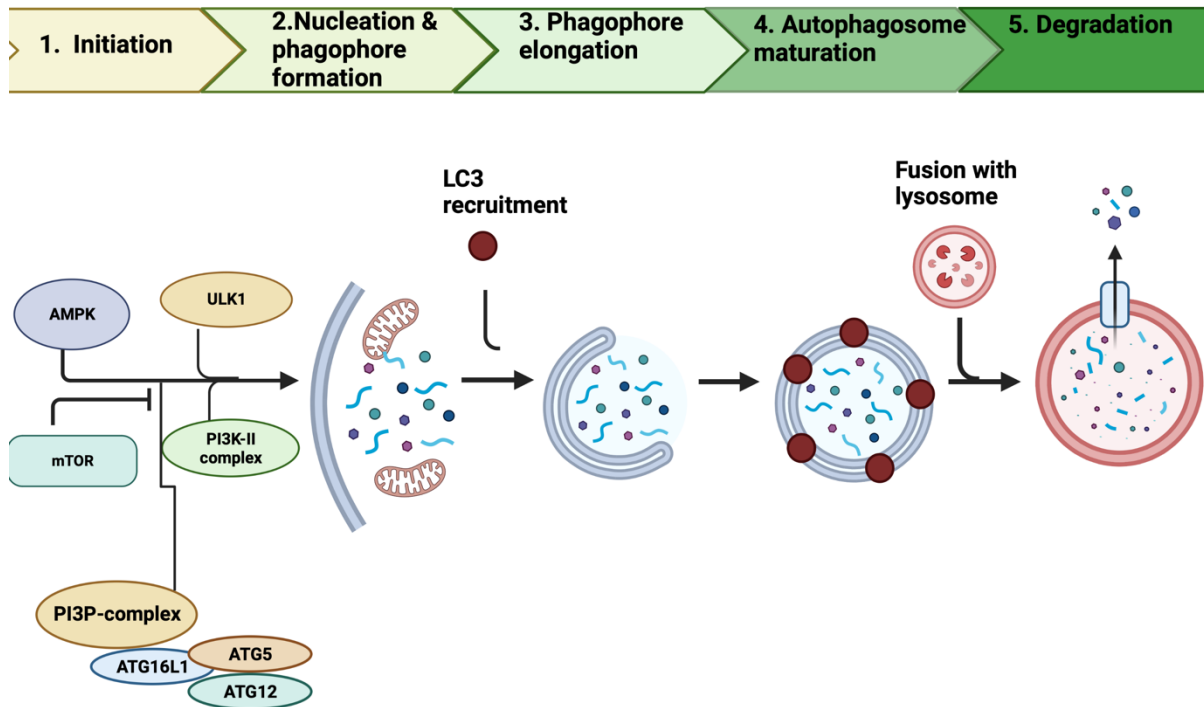 1. Initiation
2.Nucleation &
phagophore
formation
3. Phagophore
elongation
4. Autophagosome
maturation
5. Degradation
LC3
recruitment
Fusion with
lysosome
AMPK
ULK1
mTOR
PI3K-II
complex
PI3P-complex
ATG16L1
ATG5
ATG12